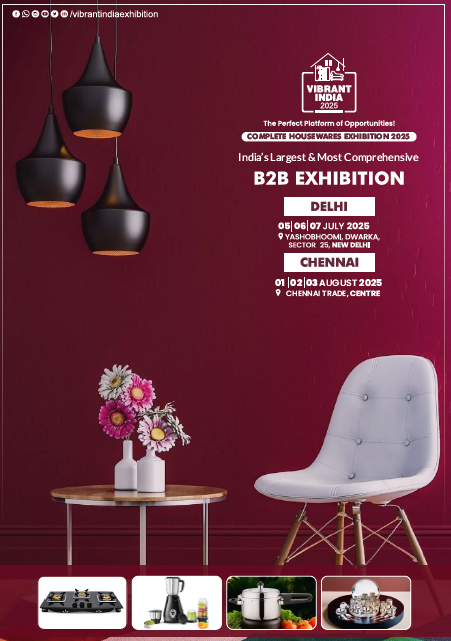 /vibrantindiaexhibition
VIBRANT
INDIA
2025
The Perfect Platform of Opportunities!
COMPLETE HOUSEWARES EXHIBITION 2025
India's Largest & Most Comprehensive
B2B EXHIBITION
DELHI
05|06|07 JULY 2025
YASHOBHOOMI, DWARKA,
SECTOR 25, NEW DELHI
CHENNAI
01 |02|03 AUGUST 2025
CHENNAI TRADE, CENTRE